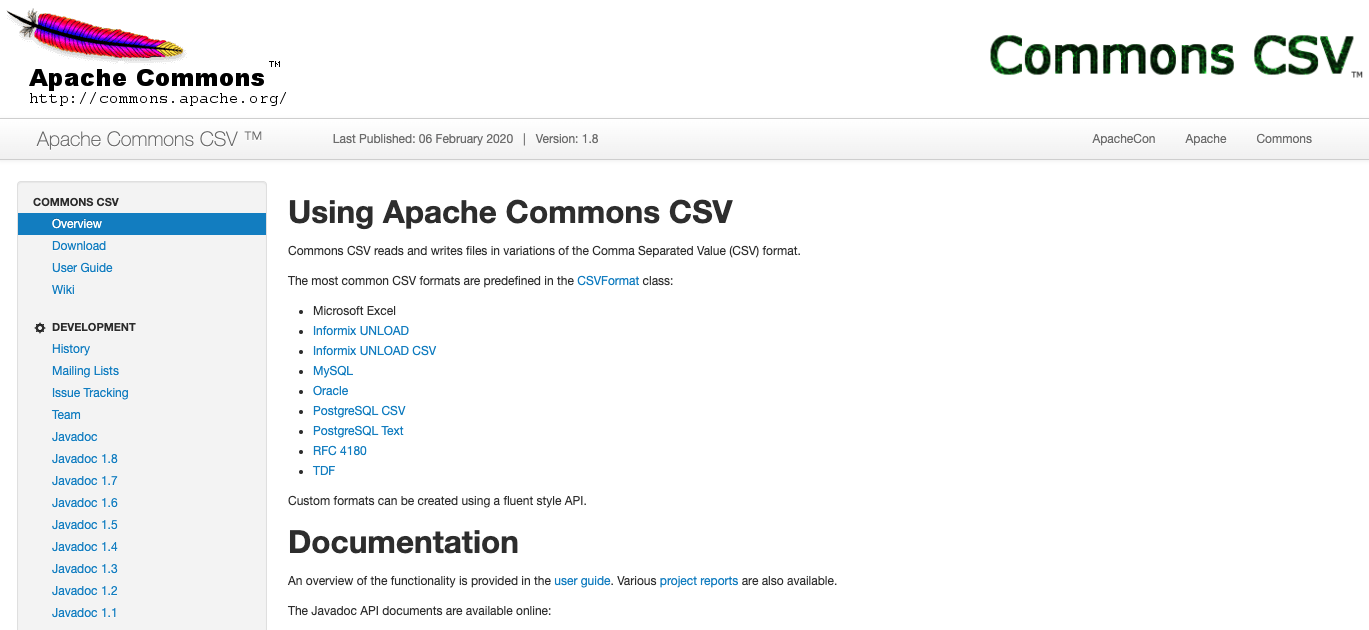 Apache Commons™
http://commons.apache.org/
Commons CSV™
Apache Commons CSV ™
Last Published: 06 February 2020 | Version: 1.8
ApacheCon Apache Commons
COMMONS CSV
Overview
Download
User Guide
Wiki
DEVELOPMENT
History
Mailing Lists
Issue Tracking
Team
Javadoc
Javadoc 1.8
Javadoc 1.7
Javadoc 1.6
Javadoc 1.5
Javadoc 1.4
Javadoc 1.3
Javadoc 1.2
Javadoc 1.1
Using Apache Commons CSV
Commons CSV reads and writes files in variations of the Comma Separated Value (CSV) format.
The most common CSV formats are predefined in the CSVFormat class:
• Microsoft Excel
• Informix UNLOAD
• Informix UNLOAD CSV
• MySQL
• Oracle
• PostgreSQL CSV
• PostgreSQL Text
• RFC 4180
• TDF
Custom formats can be created using a fluent style API.
Documentation
An overview of the functionality is provided in the user guide. Various project reports are also available.
The Javadoc API documents are available online: